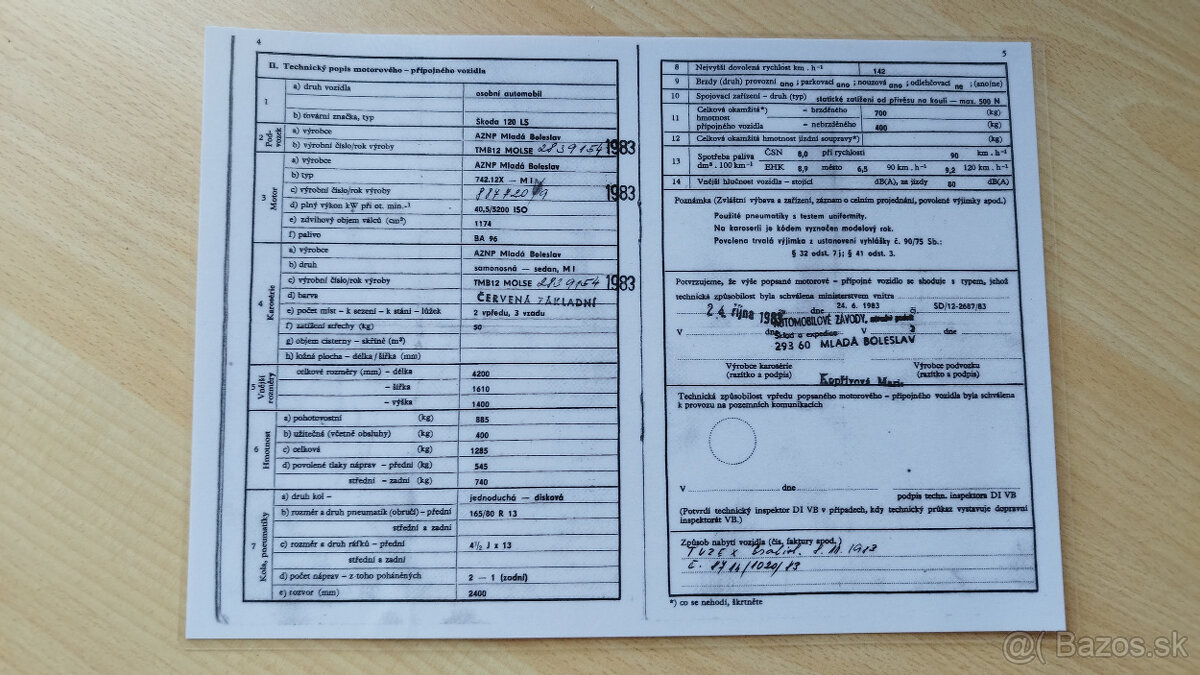 4
II. Technický popis motorového – přípojného vozidla
1
a) druh vozidla
osobní automobil
b) tovární značka, typ
Škoda 120 LS
2
Pod-
vozek
a) výrobce
AZNP Mladá Boleslav
b) výrobní číslo/rok výroby
TMB12 MOLSE 2839154 1983
3
Motor
a) výrobce
AZNP Mladá Boleslav
b) typ
742.12X — M I
c) výrobní číslo/rok výroby
1983
d) plný výkon kW při ot. min.-¹
40,5/5200 ISO
e) zdvihový objem válců (cm³)
1174
f) palivo
BA 96
4
Karosérie
a) výrobce
AZNP Mladá Boleslav
b) druh
samonosná — sedan, M I
c) výrobní číslo/rok výroby
TMB12 MOLSE 2839154 1983
d) barva
ČERVENÁ ZÁKLADNÍ
e) počet míst – k sezení – k stání – lůžek
2 vpředu, 3 vzadu
f) zatížení střechy (kg)
50
g) objem cisterny – skříně (m³)
h) ložná plocha – délka / šířka (mm)
5
Vnější
rozměry
celkové rozměry (mm) – délka
4200
– šířka
1610
– výška
1400
6
Hmotnost
a) pohotovostní (kg)
885
b) užitečná (včetně obsluhy) (kg)
400
c) celková (kg)
1285
d) povolené tlaky náprav – přední (kg)
545
střední – zadní (kg)
740
7
Kola, pneumatiky
a) druh kol –
jednoduchá — disková
b) rozměr a druh pneumatik (obručí) – přední
165/80 R 13
střední a zadní
c) rozměr a druh ráfků – přední
4½ J x 13
střední a zadní
d) počet náprav – z toho poháněných
2 — 1 (zadní)
e) rozvor (mm)
2400
5
8 Nejvyšší dovolená rychlost km . h-¹ 142
9 Brzdy (druh) provozní ano ; parkovací ano ; nouzová ano ; odlehčovací ne ; (ano/ne)
10 Spojovací zařízení – druh (typ) statické zatížení od přívěsu na kouli — max. 500 N
11 Celková okamžitá*) – brzděného 700 (kg)
hmotnost
přípojného vozidla – nebrzděného 400 (kg)
12 Celková okamžitá hmotnost jízdní soupravy*) (kg)
13 Spotřeba paliva ČSN 8,0 při rychlosti 90 km . h-¹
dm³ . 100 km-¹ EHK 8,9 město 6,5 90 km . h-¹ 9,2 120 km . h-¹
14 Vnější hlučnost vozidla – stojící dB(A), za jízdy 80 dB(A)
Poznámka (Zvláštní výbava a zařízení, záznam o celním projednání, povolené výjimky apod.)
Použité pneumatiky s testem uniformity.
Na karoserii je kódem vyznačen modelový rok.
Povolena trvalá výjimka z ustanovení vyhlášky č. 90/75 Sb.:
§ 32 odst. 7 j; § 41 odst. 3.
Potvrzujeme, že výše popsané motorové – přípojné vozidlo se shoduje s typem, jehož
technická způsobilost byla schválena ministerstvem vnitra
dne 24. 6. 1983 čj. SD/12-2687/83
24. října 1983
AUTOMOBILOVÉ ZÁVODY, národní podnik
V dne Sklad a expedice V 3 dne
293 60 MLADÁ BOLESLAV
Výrobce karosérie
(razítko a podpis)
Výrobce podvozku
(razítko a podpis)
Kopřivová Marie
Technická způsobilost vpředu popsaného motorového – přípojného vozidla byla schválena
k provozu na pozemních komunikacích
V dne
podpis techn. inspektora DI VB
(Potvrdí technický inspektor DI VB v případech, kdy technický průkaz vystavuje dopravní
inspektorát VB.)
Způsob nabytí vozidla (čís. faktury apod.)
TUZEX
*) co se nehodí, škrtněte
@( Bazos.sk